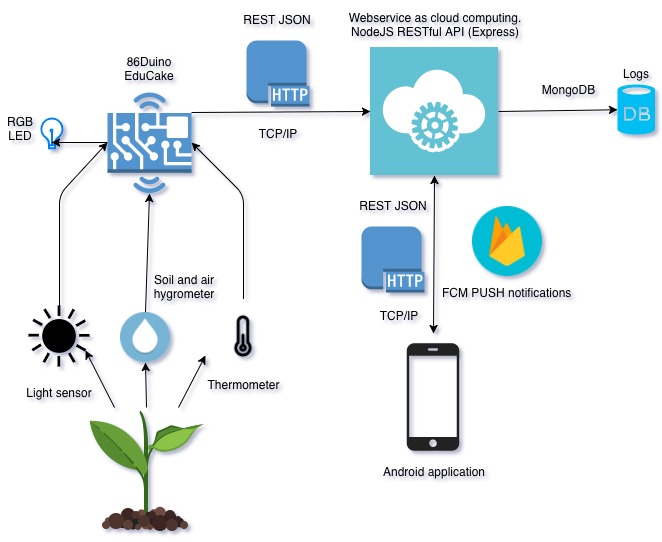 REST JSON
HTTP
TCP/IP
Webservice as cloud computing.
NodeJS RESTful API (Express)
MongoDB
Logs
DB
86Duino
EduCake
RGB
LED
REST JSON
HTTP
TCP/IP
FCM PUSH notifications
Soil and air
hygrometer
Light sensor
Thermometer
Android application